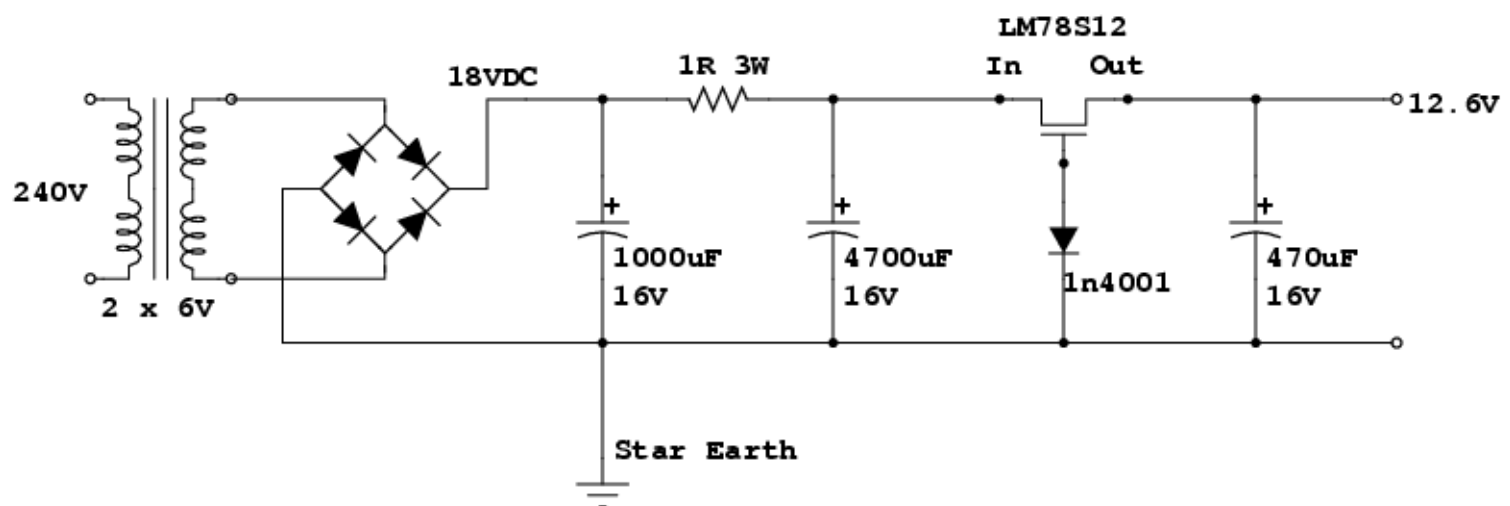 LM78S12
18VDC
1R 3W
In
Out
12.6V
240V
1000uF
16V
4700uF
16V
1n4001
470uF
16V
2 x 6V
Star Earth